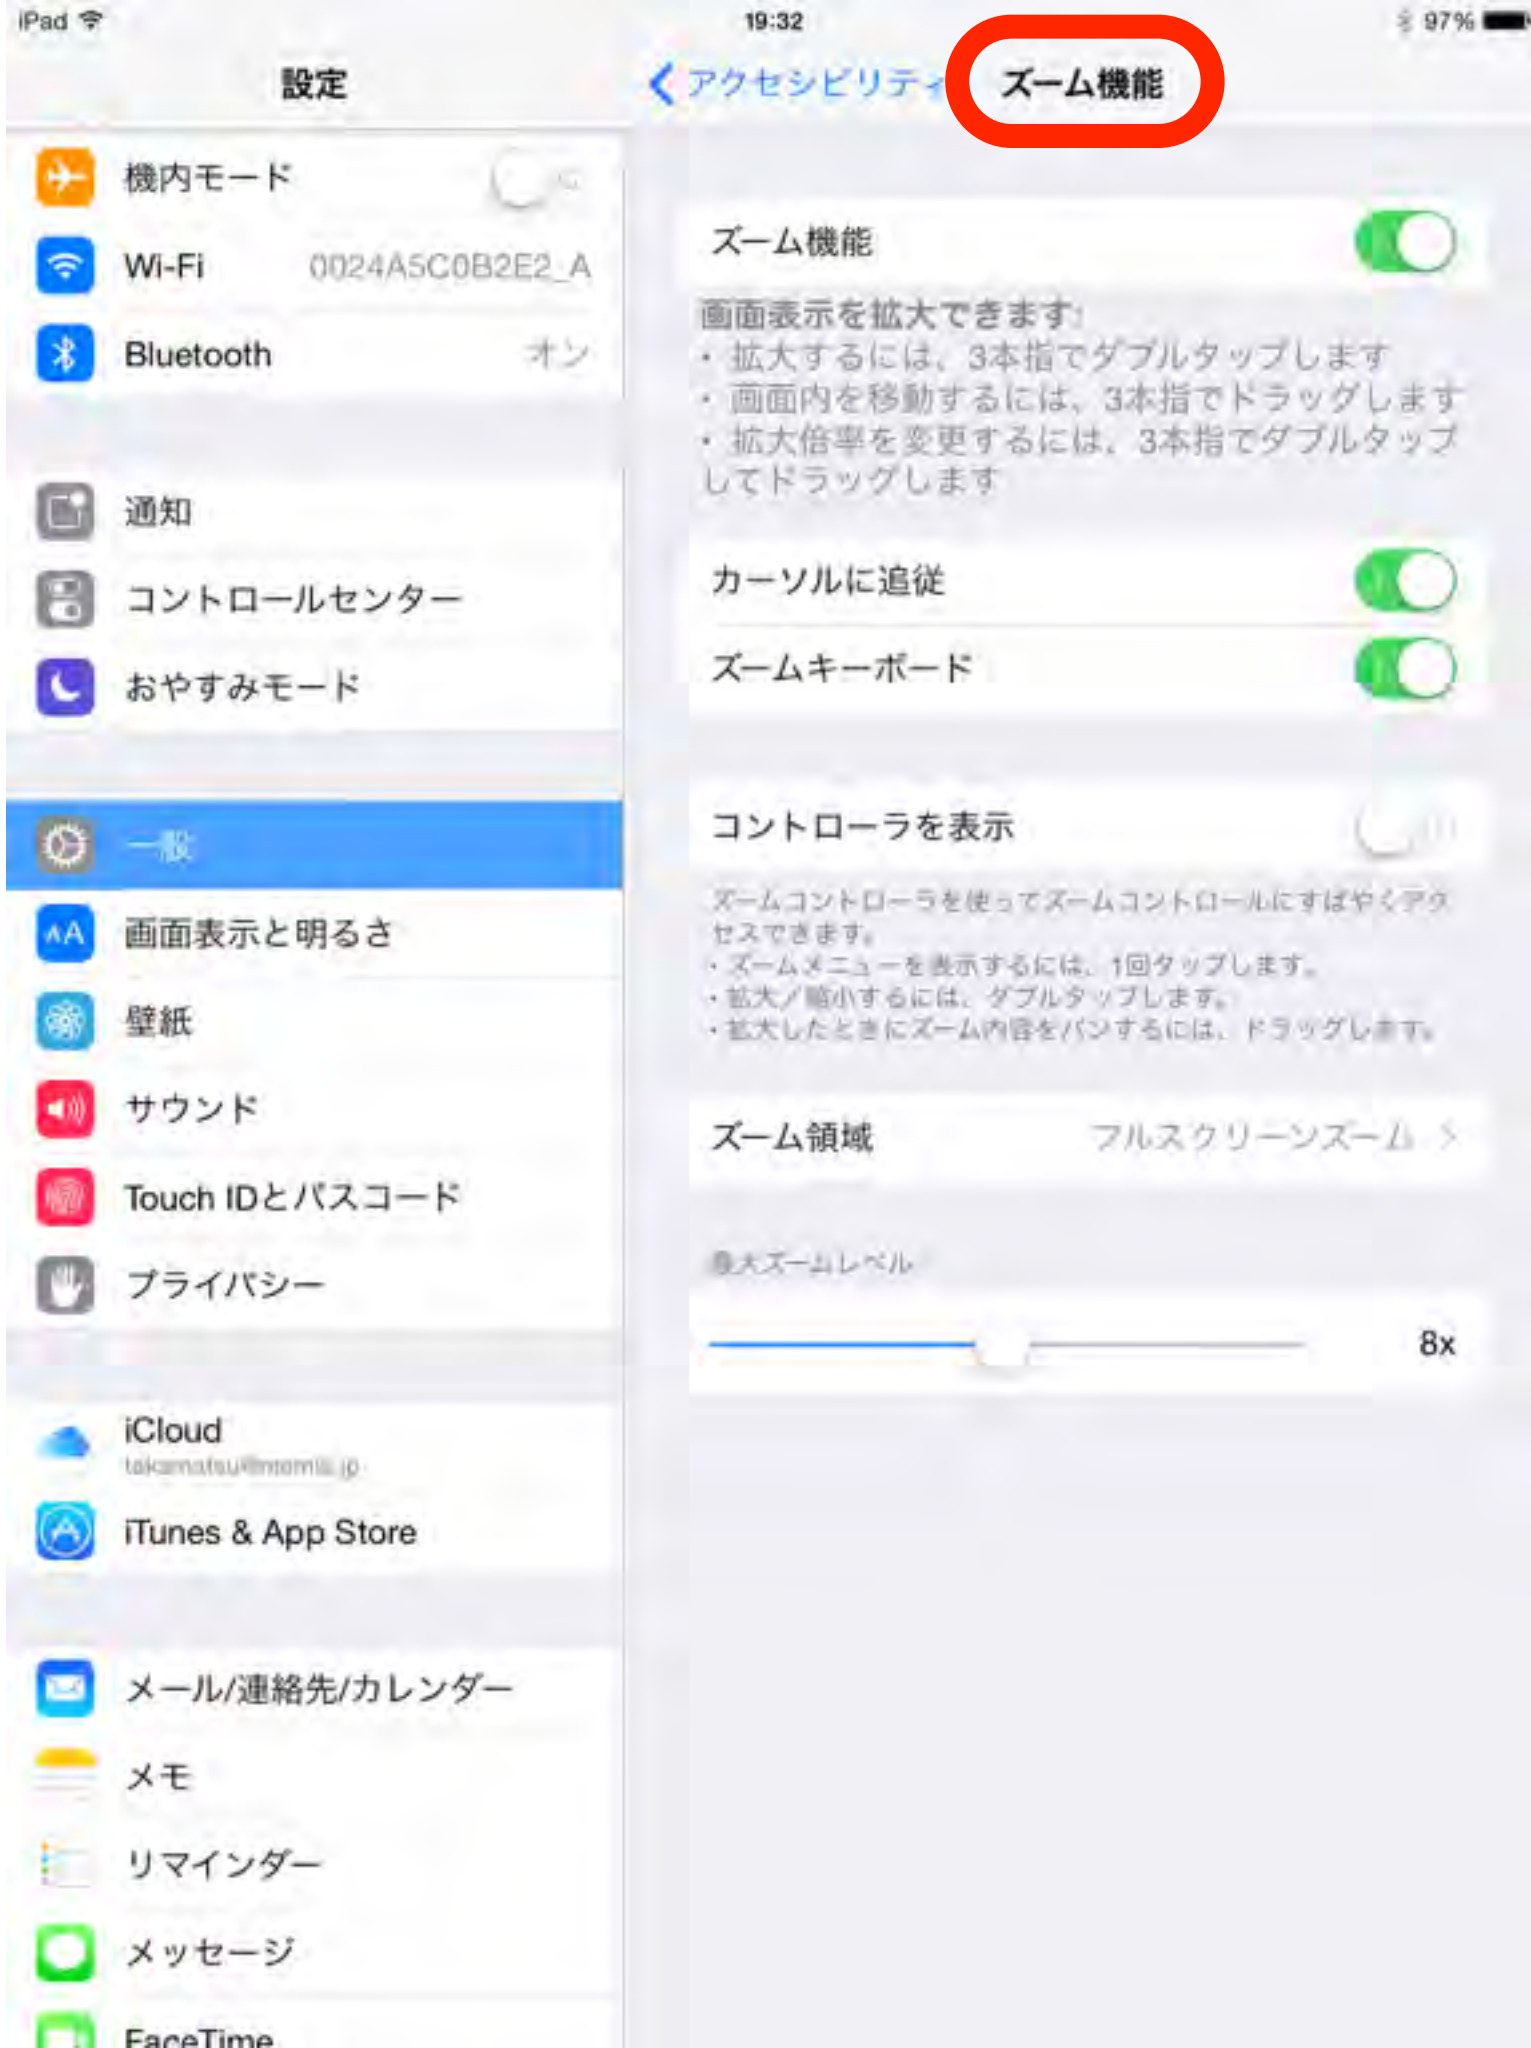 iPad
19:32
97%
設定
アクセシビリティ
ズーム機能
機内モード
Wi-Fi
0024A5C0B2E2_A
Bluetooth
オン
通知
コントロールセンター
おやすみモード
一般
画面表示と明るさ
壁紙
サウンド
Touch IDとパスコード
プライバシー
iCloud
iTunes & App Store
メール/連絡先/カレンダー
メモ
リマインダー
メッセージ
FaceTime
ズーム機能
画面表示を拡大できます:
・ 拡大するには、3本指でダブルタップします
・ 画面内を移動するには、3本指でドラッグします
・ 拡大倍率を変更するには、3本指でダブルタップ
してドラッグします
カーソルに追従
ズームキーボード
コントローラを表示
ズームコントローラを使ってズームコントロールにすばやくアク
セスできます。
・ズームメニューを表示するには、1回タップします。
・拡大／縮小するには、ダブルタップします。
・拡大したときにズーム内容をパンするには、ドラッグします。
ズーム領域
フルスクリーンズーム
最大ズームレベル
8x